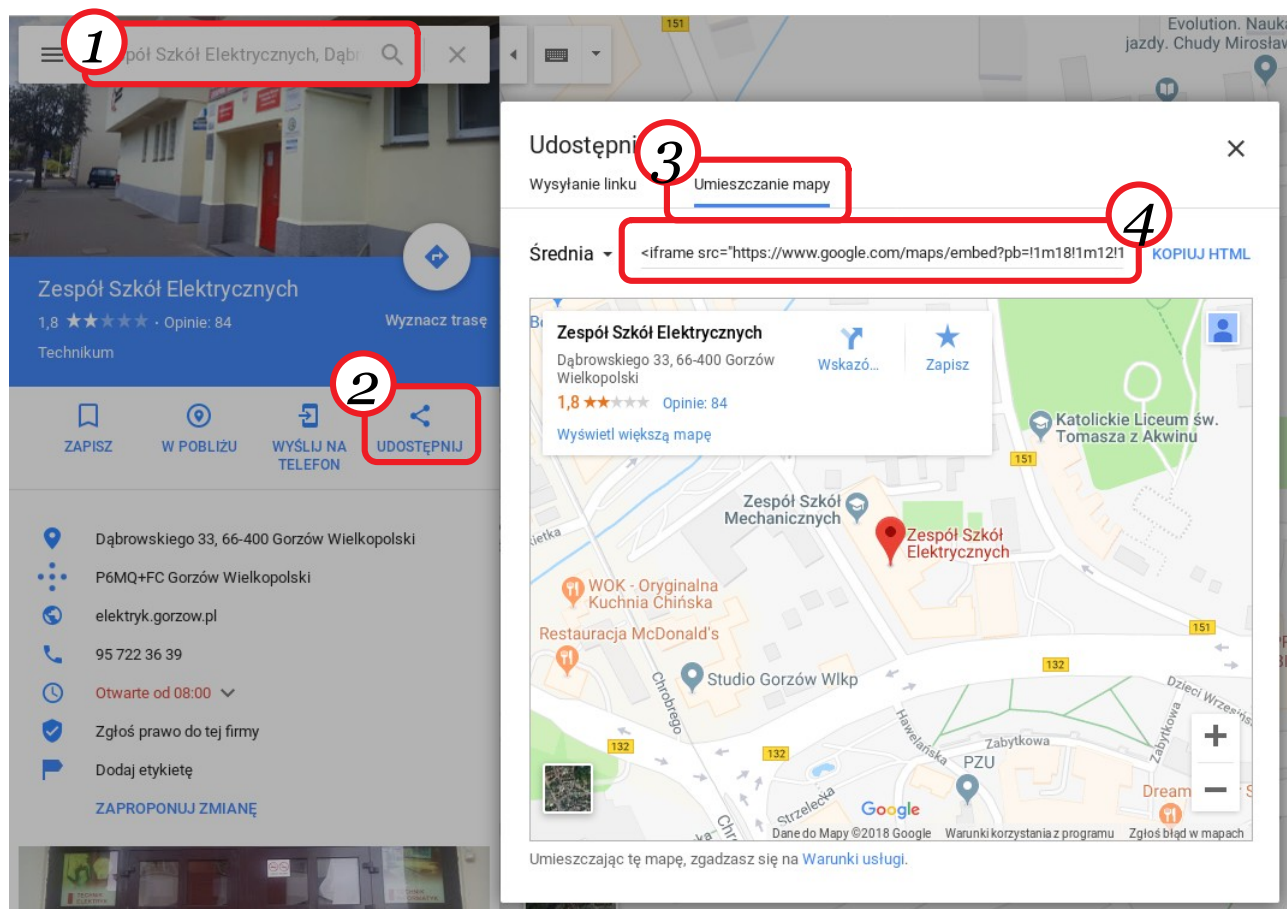 1
pół Szkół Elektrycznych, Dąbr
Zespół Szkół Elektrycznych
1,8 ★★★★★ · Opinie: 84
Wyznacz trasę
Technikum
2
ZAPISZ
W POBLIŻU
WYŚLIJ NA
TELEFON
UDOSTĘPNIJ
Dąbrowskiego 33, 66-400 Gorzów Wielkopolski
P6MQ+FC Gorzów Wielkopolski
elektryk.gorzow.pl
95 722 36 39
Otwarte od 08:00
Zgłoś prawo do tej firmy
Dodaj etykietę
ZAPROPONUJ ZMIANĘ
151
Evolution. Nauka
jazdy. Chudy Mirosław
Udostępni
3
Wysyłanie linku
Umieszczanie mapy
4
Średnia
<iframe src="https://www.google.com/maps/embed?pb=!1m18!1m12!1
KOPIUJ HTML
Zespół Szkół Elektrycznych
Dąbrowskiego 33, 66-400 Gorzów
Wielkopolski
1,8 ★★★★★ Opinie: 84
Wyświetl większą mapę
Wskazó...
Zapisz
Katolickie Liceum św.
Tomasza z Akwinu
151
Zespół Szkół
Mechanicznych
Zespół Szkół
Elektrycznych
WOK - Oryginalna
Kuchnia Chińska
Restauracja McDonald's
151
132
Studio Gorzów Wlkp
Chrobrego
Dzieci Wrzesińs
Hawelańska
Zabytkowa
Zabytkowa
132
132
PZU
Strzelecka
Dream
Google
Dane do Mapy ©2018 Google
Warunki korzystania z programu
Zgłoś błąd w mapach
Umieszczając tę mapę, zgadzasz się na Warunki usługi.